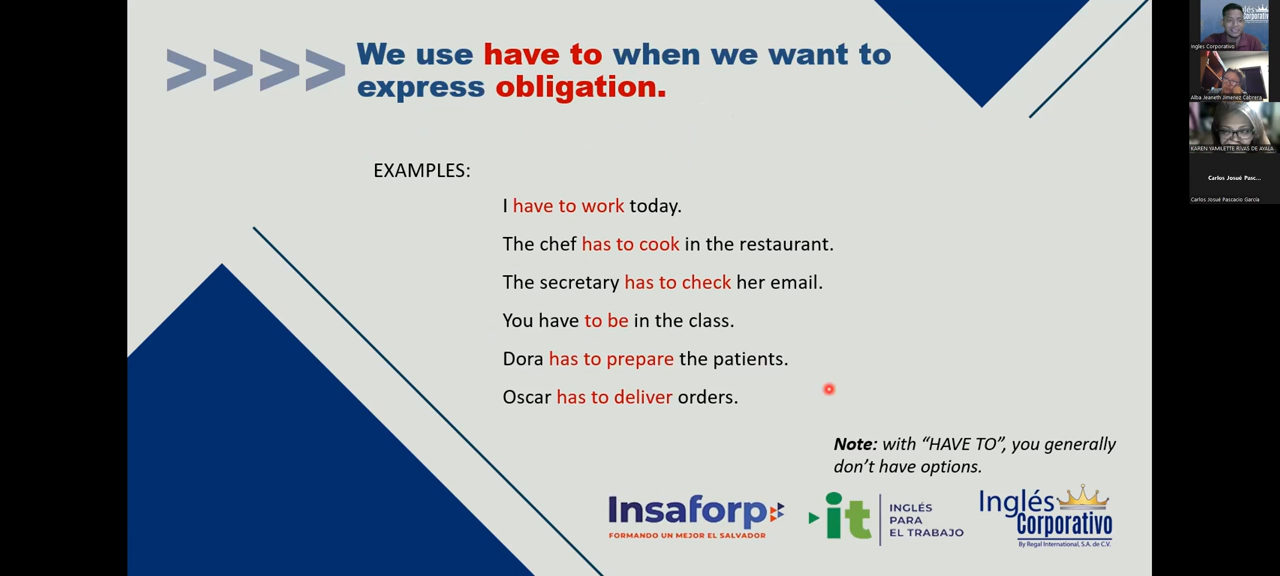 >>>> We use have to when we want to
express obligation.
EXAMPLES:
I have to work today.
The chef has to cook in the restaurant.
The secretary has to check her email.
You have to be in the class.
Dora has to prepare the patients.
Oscar has to deliver orders.
Note: with “HAVE TO”, you generally
don’t have options.
Insaforp
FORMANDO UN MEJOR EL SALVADOR
it
INGLÉS
PARA
EL TRABAJO
Inglés
Corporativo
By Regal International, S.A. de C.V.
Ingles Corporativo
Alba Jeaneth Jimenez Cabrera
KAREN YAMILETTE RIVAS DE AYALA
Carlos Josué Pasc...
Carlos Josué Pascacio García